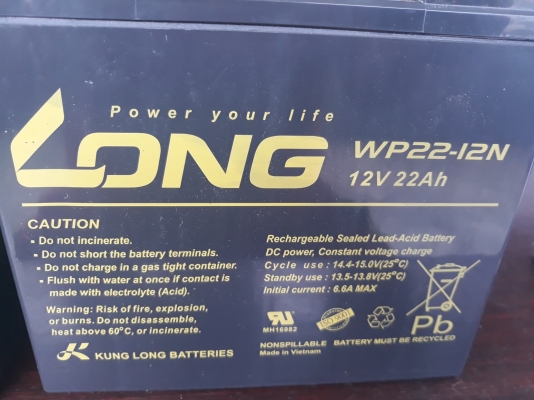 Power your life
LONG
WP22-12N
12V 22Ah
CAUTION
- Do not incinerate.
- Do not short the battery terminals.
- Do not charge in a gas tight container.
- Flush with water at once if contact is
made with electrolyte (Acid).
Warning: Risk of fire, explosion,
or burns. Do not disassemble,
heat above 60°C, or incinerate.
KUNG LONG BATTERIES
Rechargeable Sealed Lead-Acid Battery
DC power, Constant voltage charge
Cycle use : 14.4-15.0V(25°C)
Standby use : 13.5-13.8V(25°C)
Initial current : 6.6A MAX
MH16982
Pb
NONSPILLABLE BATTERY MUST BE RECYCLED
Made in Vietnam